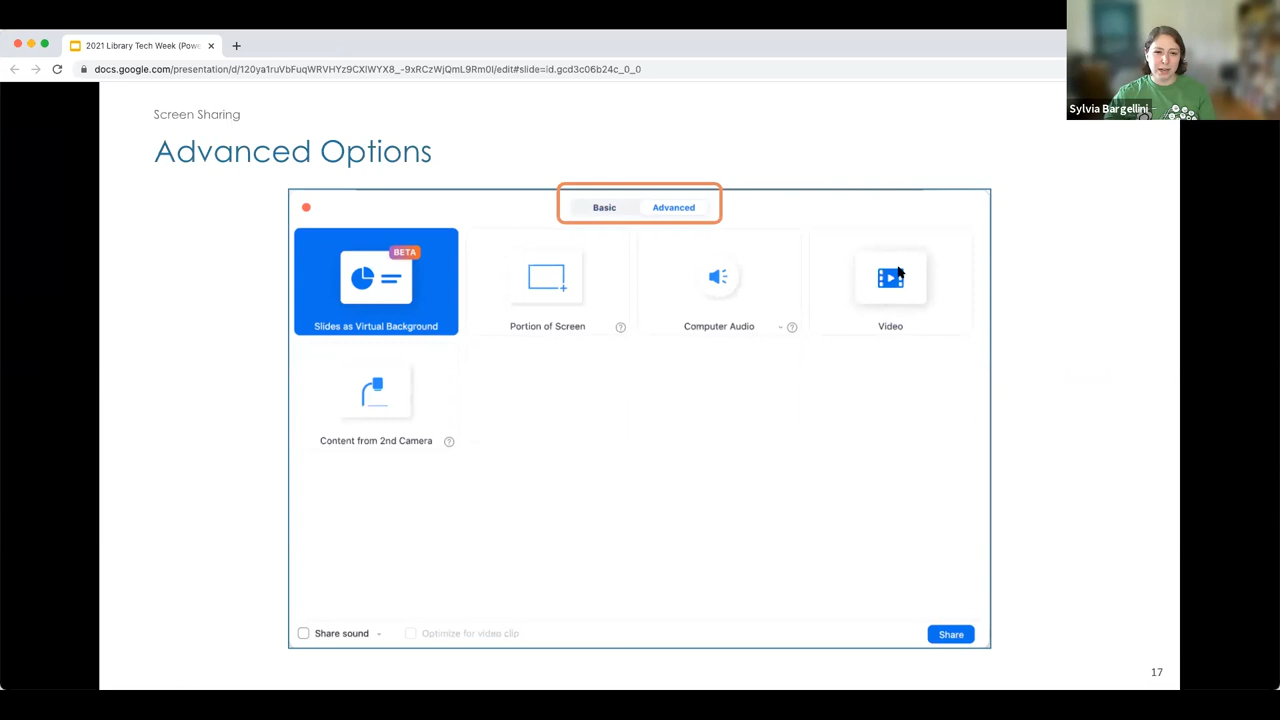 2021 Library Tech Week (Powe
docs.google.com/presentation/d/120ya1ruVbFuqWRVHYz9CXlWYX8_-9xRCzWjQmL9Rm0I/edit#slide=id.gcd3c06b24c_0_0
Sylvia Bargellini
Screen Sharing
Advanced Options
Basic Advanced
BETA
Slides as Virtual Background Portion of Screen ? Computer Audio ? Video
Content from 2nd Camera ?
Share sound Optimize for video clip Share
17